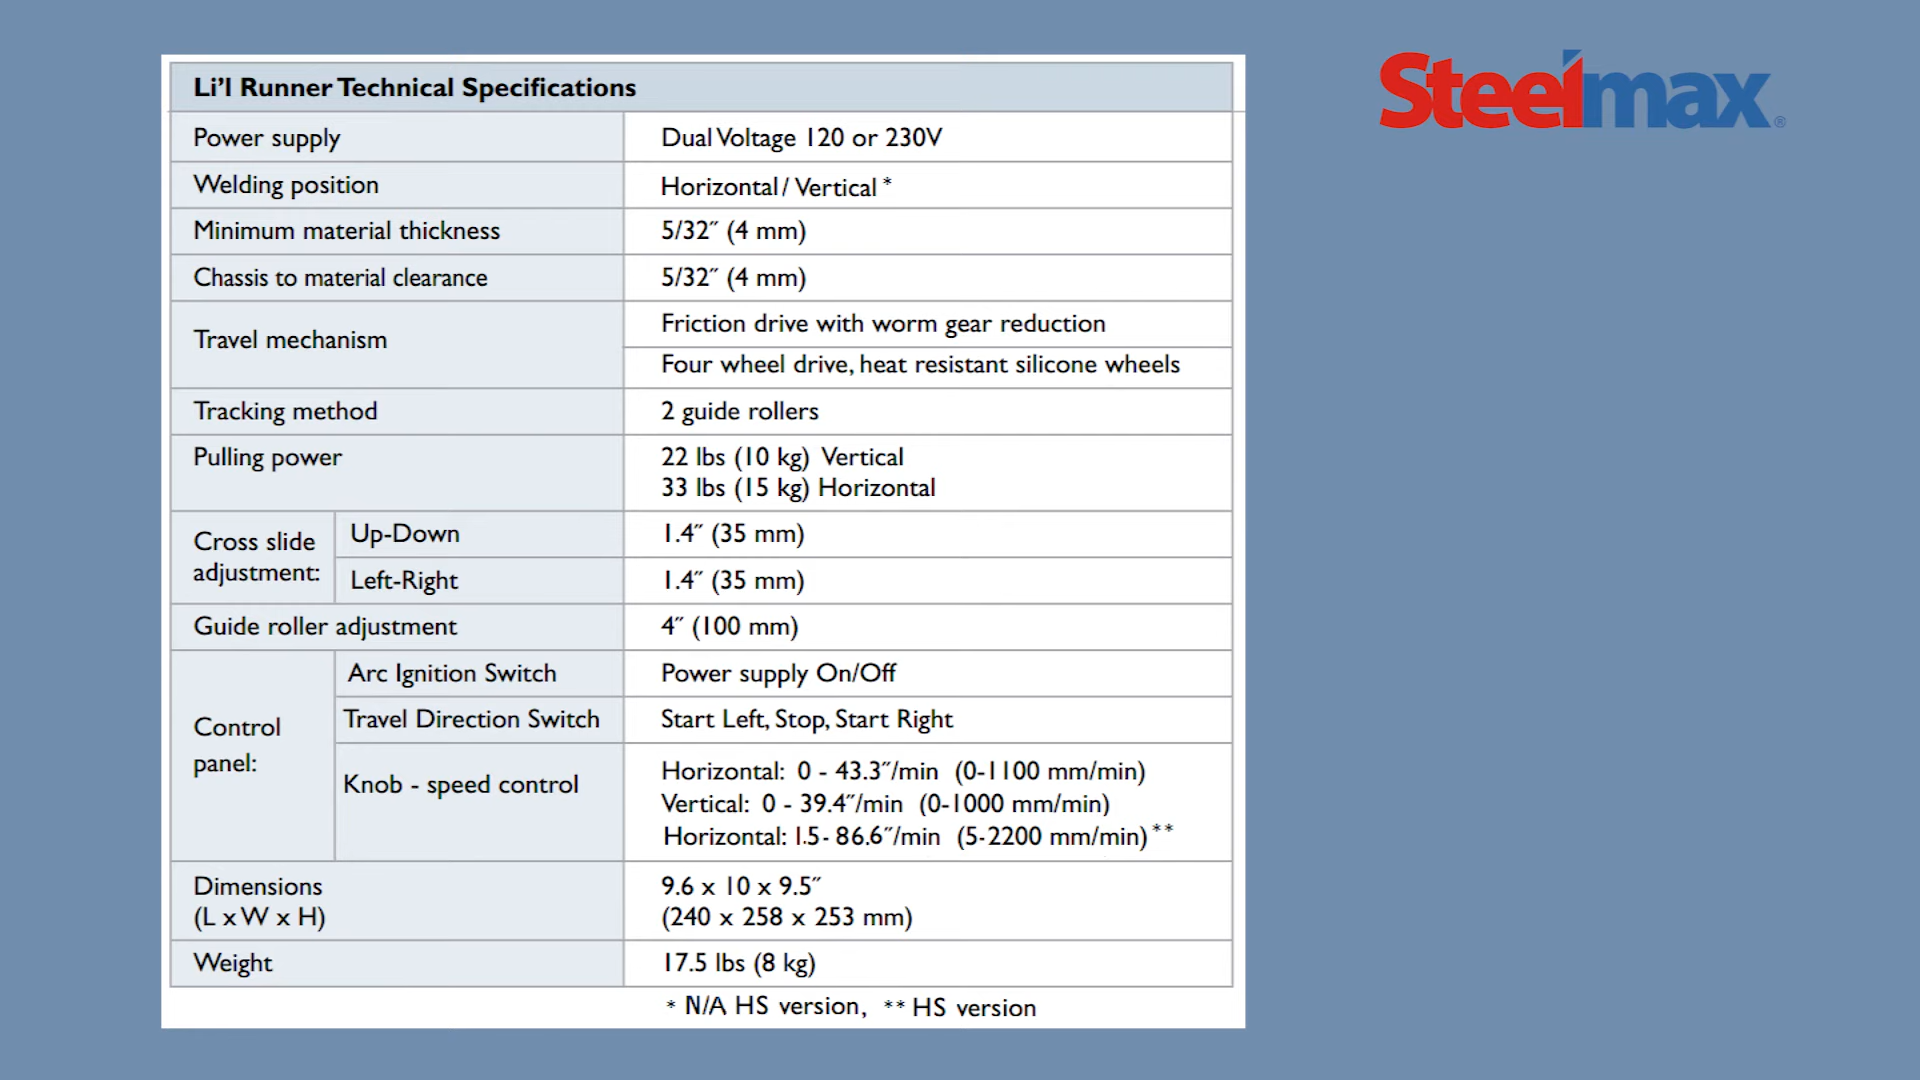 Steelmax®
Li'l Runner Technical Specifications
Power supply
Dual Voltage 120 or 230V
Welding position
Horizontal / Vertical *
Minimum material thickness
5/32″ (4 mm)
Chassis to material clearance
5/32″ (4 mm)
Travel mechanism
Friction drive with worm gear reduction
Four wheel drive, heat resistant silicone wheels
Tracking method
2 guide rollers
Pulling power
22 lbs (10 kg) Vertical
33 lbs (15 kg) Horizontal
Cross slide
adjustment:
Up-Down
1.4″ (35 mm)
Left-Right
1.4″ (35 mm)
Guide roller adjustment
4″ (100 mm)
Control
panel:
Arc Ignition Switch
Power supply On/Off
Travel Direction Switch
Start Left, Stop, Start Right
Knob - speed control
Horizontal: 0 - 43.3″/min (0-1100 mm/min)
Vertical: 0 - 39.4″/min (0-1000 mm/min)
Horizontal: 1.5- 86.6″/min (5-2200 mm/min) **
Dimensions
(L x W x H)
9.6 x 10 x 9.5″
(240 x 258 x 253 mm)
Weight
17.5 lbs (8 kg)
* N/A HS version, ** HS version